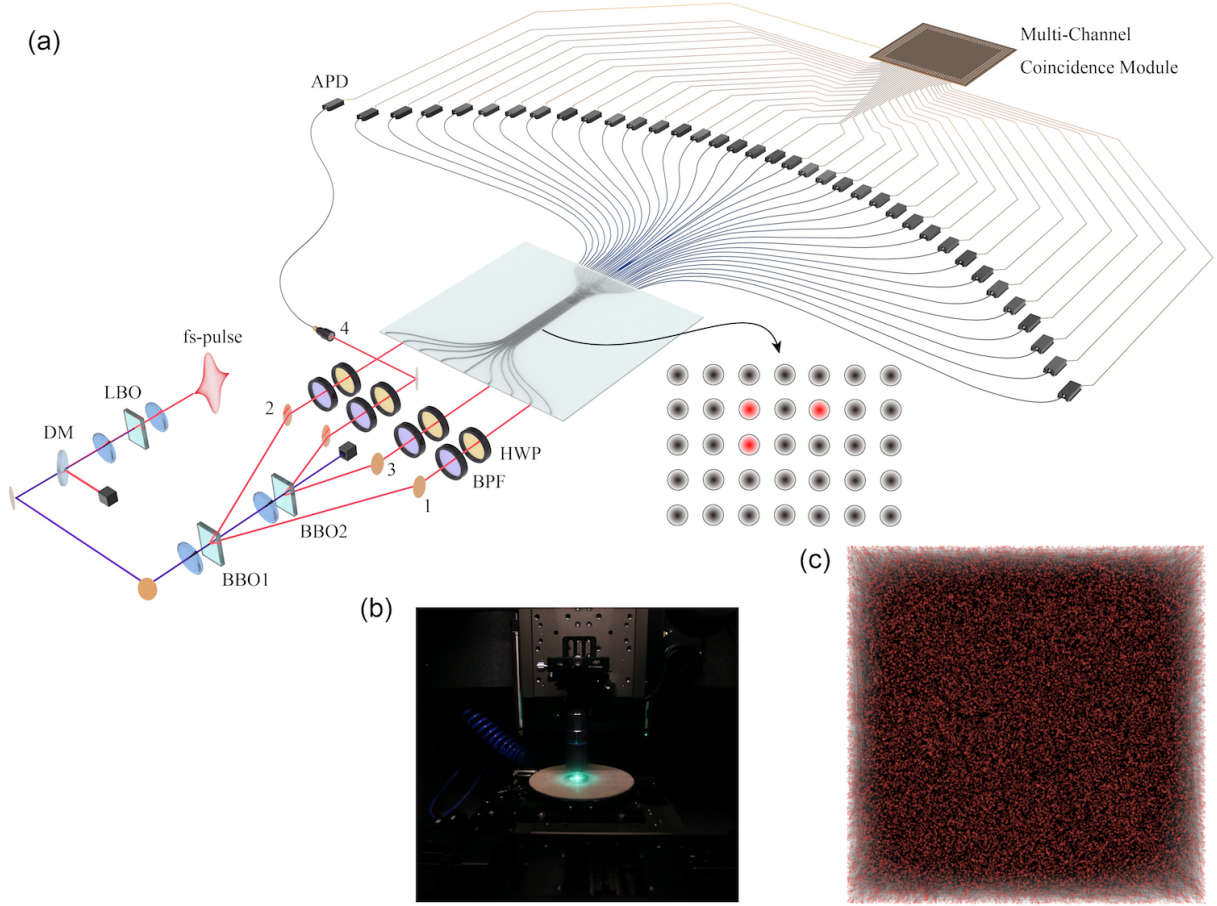 (a)
Multi-Channel
Coincidence Module
APD
4
fs-pulse
LBO
2
DM
HWP
3
BPF
1
BBO2
BBO1
(c)
(b)